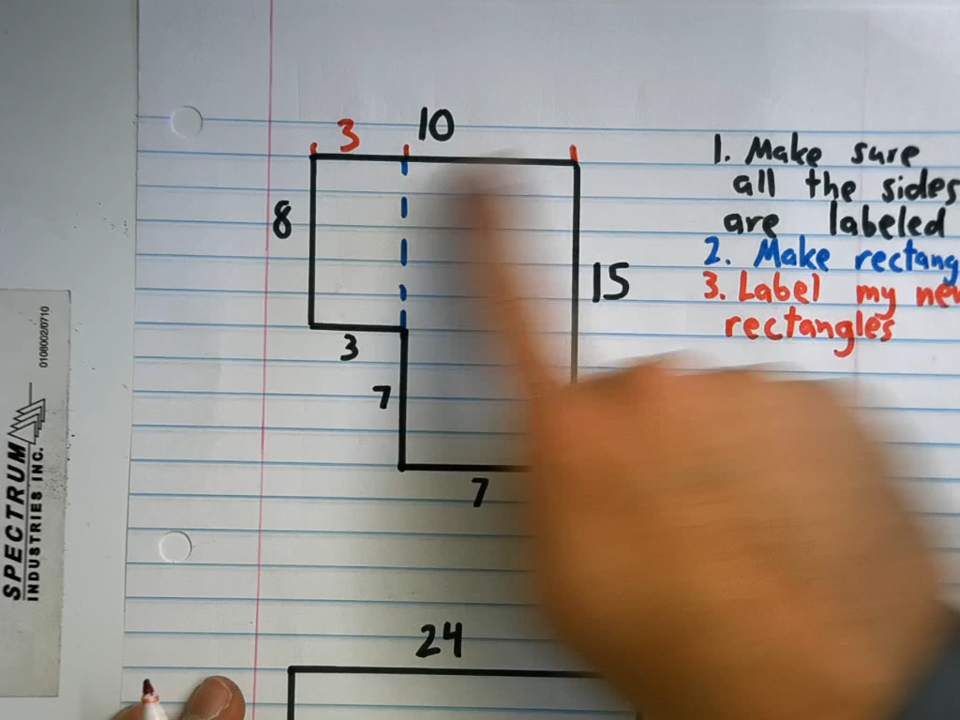 3
10
8
15
3
7
7
24
1. Make sure
all the sides
are labeled
2. Make rectang
3. Label my new
rectangles
0108002/0710
SPECTRUM
INDUSTRIES INC.